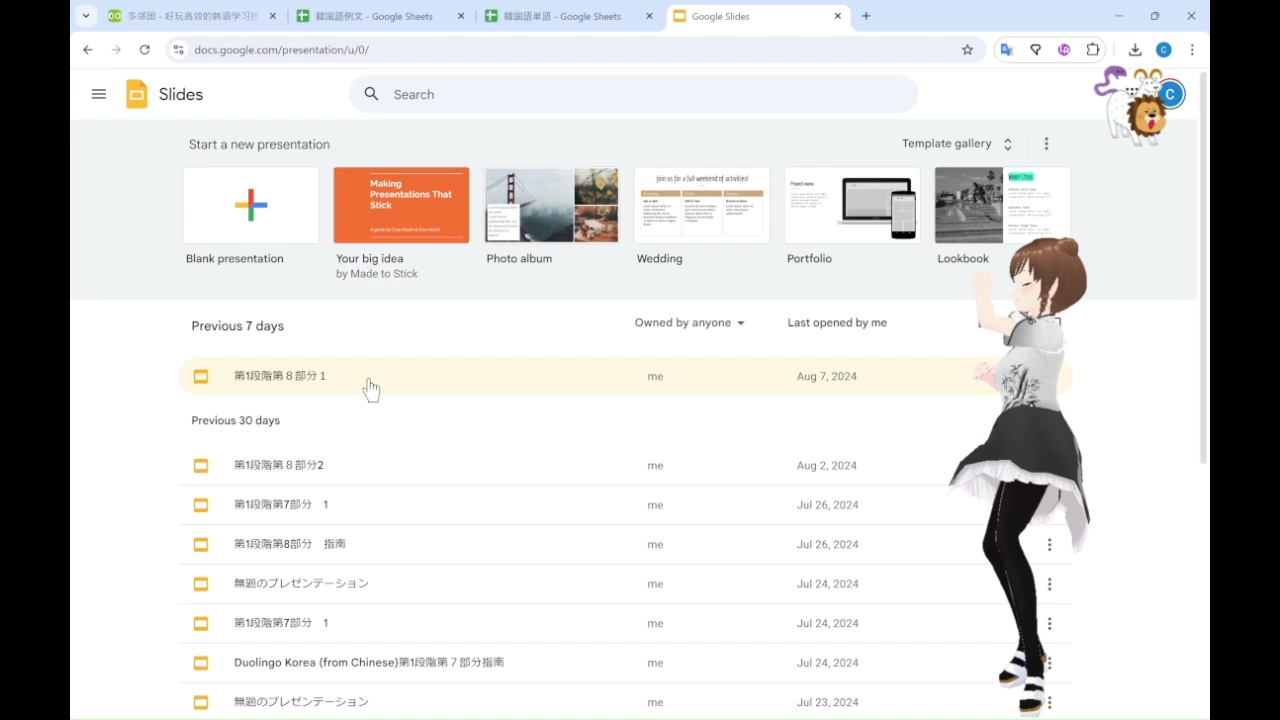 多邻国 - 好玩高效的韩语学习
韓国語例文 - Google Sheets
韓国語単語 - Google Sheets
Google Slides
docs.google.com/presentation/u/0/
C
Slides
Search
C
Start a new presentation
Template gallery
Making
Presentations That
Stick
A guide by Chip Heath & Dan Heath
Join us for a full weekend of activities!
Project name
Blank presentation
Your big idea
by Made to Stick
Photo album
Wedding
Portfolio
Lookbook
Previous 7 days
Owned by anyone
Last opened by me
第1段階第８部分 1
me
Aug 7, 2024
Previous 30 days
第1段階第８部分2
me
Aug 2, 2024
第1段階第7部分　1
me
Jul 26, 2024
第1段階第8部分　指南
me
Jul 26, 2024
無題のプレゼンテーション
me
Jul 24, 2024
第1段階第7部分　1
me
Jul 24, 2024
Duolingo Korea (from Chinese)第1段階第７部分指南
me
Jul 24, 2024
無題のプレゼンテーション
me
Jul 23, 2024